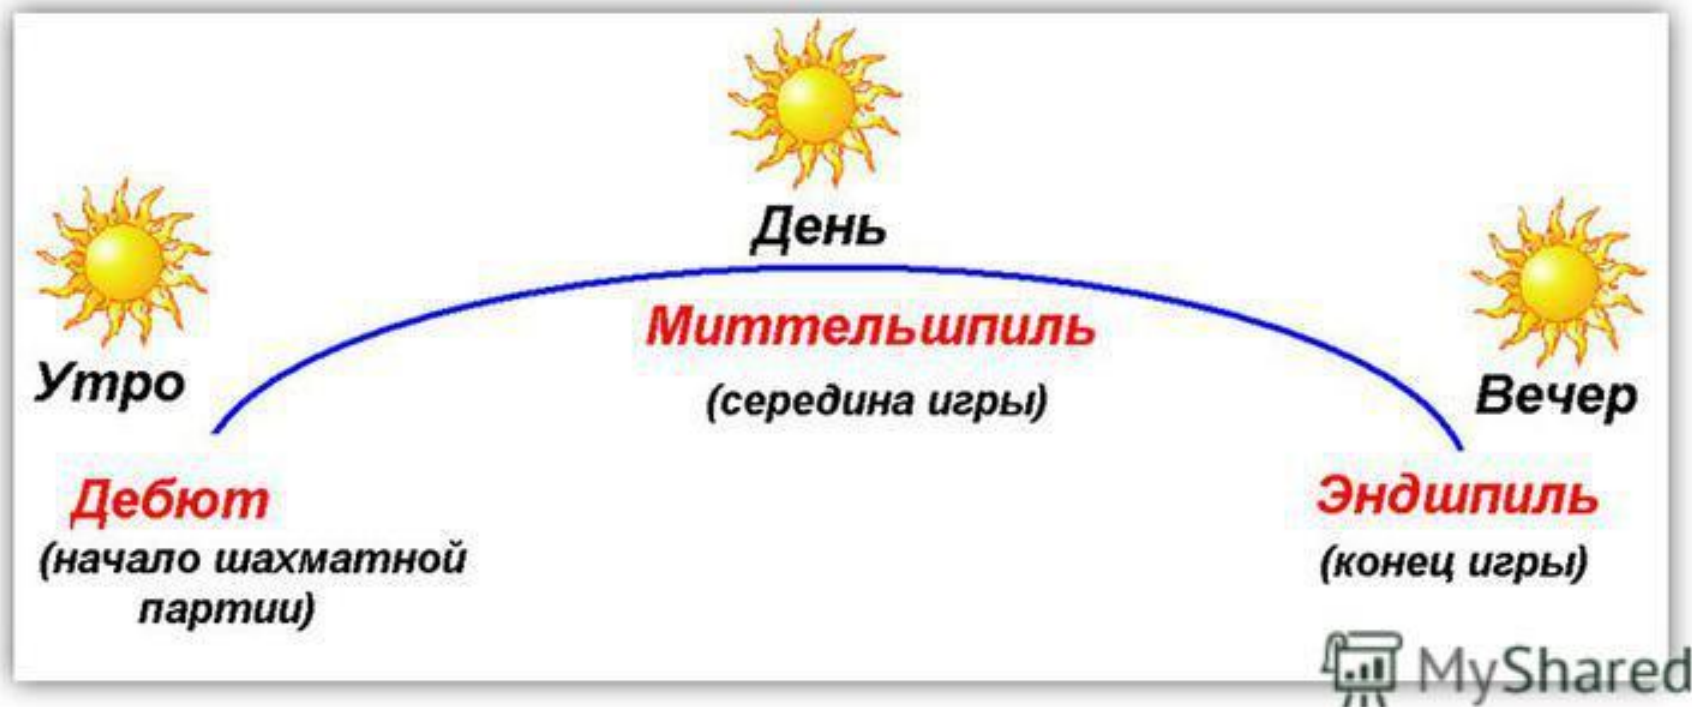 День
Миттельшпиль
(середина игры)
Утро
Дебют
(начало шахматной
партии)
Вечер
Эндшпиль
(конец игры)
MyShared